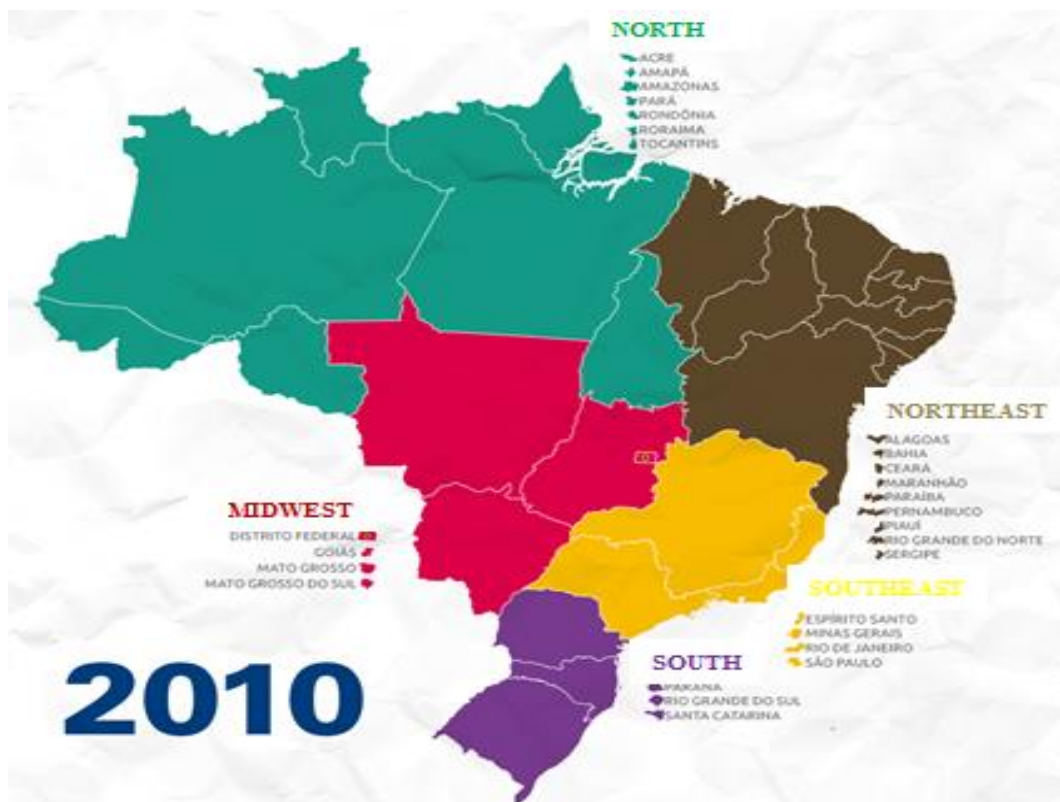 NORTH
ACRE
AMAPÁ
AMAZONAS
PARÁ
RONDÔNIA
RORAIMA
TOCANTINS
NORTHEAST
ALAGOAS
BAHIA
CEARÁ
MARANHÃO
PARAÍBA
PERNAMBUCO
PIAUÍ
RIO GRANDE DO NORTE
SERGIPE
MIDWEST
DISTRITO FEDERAL
GOIÁS
MATO GROSSO
MATO GROSSO DO SUL
SOUTHEAST
ESPÍRITO SANTO
MINAS GERAIS
RIO DE JANEIRO
SÃO PAULO
SOUTH
PARANÁ
RIO GRANDE DO SUL
SANTA CATARINA
2010